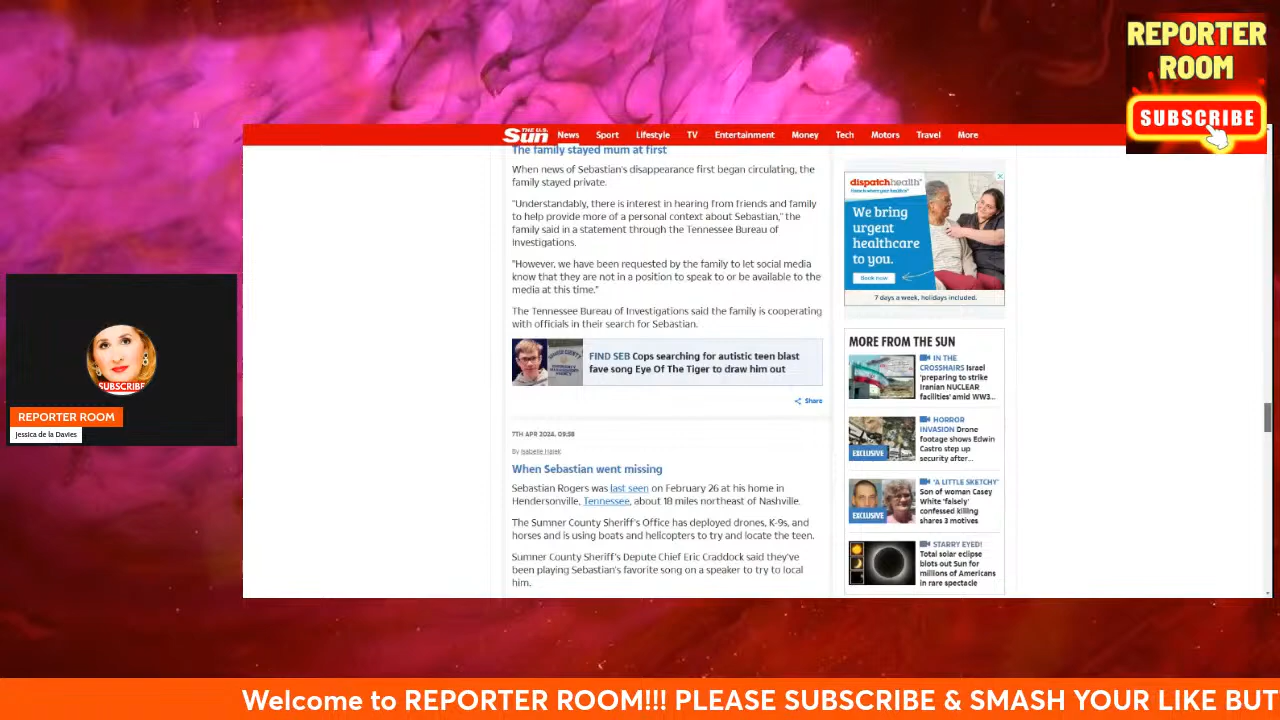 REPORTER
ROOM
SUBSCRIBE
THE U.S.
Sun
News Sport Lifestyle TV Entertainment Money Tech Motors Travel More
The family stayed mum at first
When news of Sebastian's disappearance first began circulating, the
family stayed private.
"Understandably, there is interest in hearing from friends and family
to help provide more of a personal context about Sebastian," the
family said in a statement through the Tennessee Bureau of
Investigations.
"However, we have been requested by the family to let social media
know that they are not in a position to speak to or be available to the
media at this time."
The Tennessee Bureau of Investigations said the family is cooperating
with officials in their search for Sebastian.
FIND SEB Cops searching for autistic teen blast
fave song Eye Of The Tiger to draw him out
Share
7TH APR 2024, 09:58
By Isabelle Hajek
When Sebastian went missing
Sebastian Rogers was last seen on February 26 at his home in
Hendersonville, Tennessee, about 18 miles northeast of Nashville.
The Sumner County Sheriff's Office has deployed drones, K-9s, and
horses and is using boats and helicopters to try and locate the teen.
Sumner County Sheriff's Deputy Chief Eric Craddock said they've
been playing Sebastian's favorite song on a speaker to try to local
him.
dispatchhealth
We bring
urgent
healthcare
to you.
Book now
7 days a week, holidays included.
MORE FROM THE SUN
IN THE
CROSSHAIRS Israel
'preparing to strike
Iranian NUCLEAR
facilities' amid WW3...
HORROR
INVASION Drone
footage shows Edwin
Castro step up
security after...
EXCLUSIVE
'A LITTLE SKETCHY'
Son of woman Casey
White 'falsely'
confessed killing
shares 3 motives
EXCLUSIVE
STARRY EYED!
Total solar eclipse
blots out Sun for
millions of Americans
in rare spectacle
SUBSCRIBE
REPORTER ROOM
Jessica de la Davies
Welcome to REPORTER ROOM!!! PLEASE SUBSCRIBE & SMASH YOUR LIKE BUT